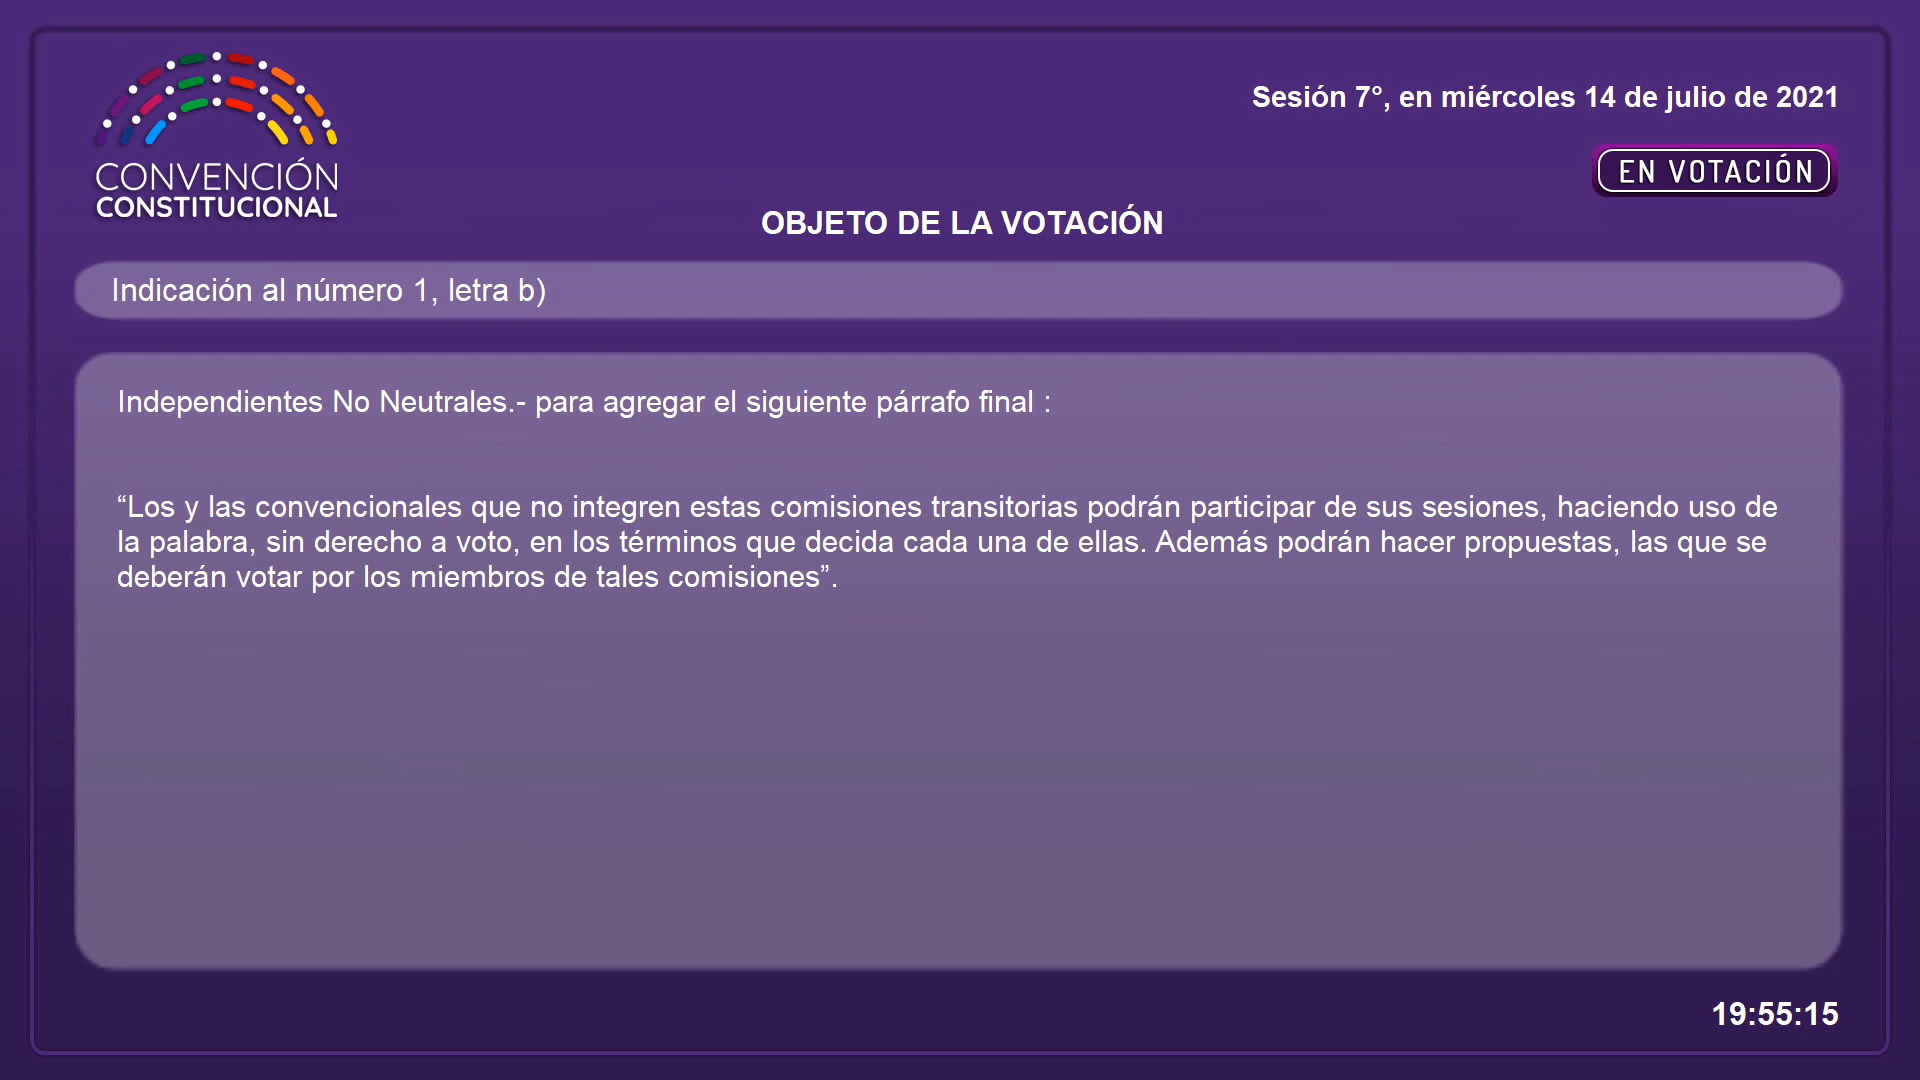 CONVENCIÓN
CONSTITUCIONAL
Sesión 7°, en miércoles 14 de julio de 2021
EN VOTACIÓN
OBJETO DE LA VOTACIÓN
Indicación al número 1, letra b)
Independientes No Neutrales.- para agregar el siguiente párrafo final :
“Los y las convencionales que no integren estas comisiones transitorias podrán participar de sus sesiones, haciendo uso de
la palabra, sin derecho a voto, en los términos que decida cada una de ellas. Además podrán hacer propuestas, las que se
deberán votar por los miembros de tales comisiones”.
19:55:15